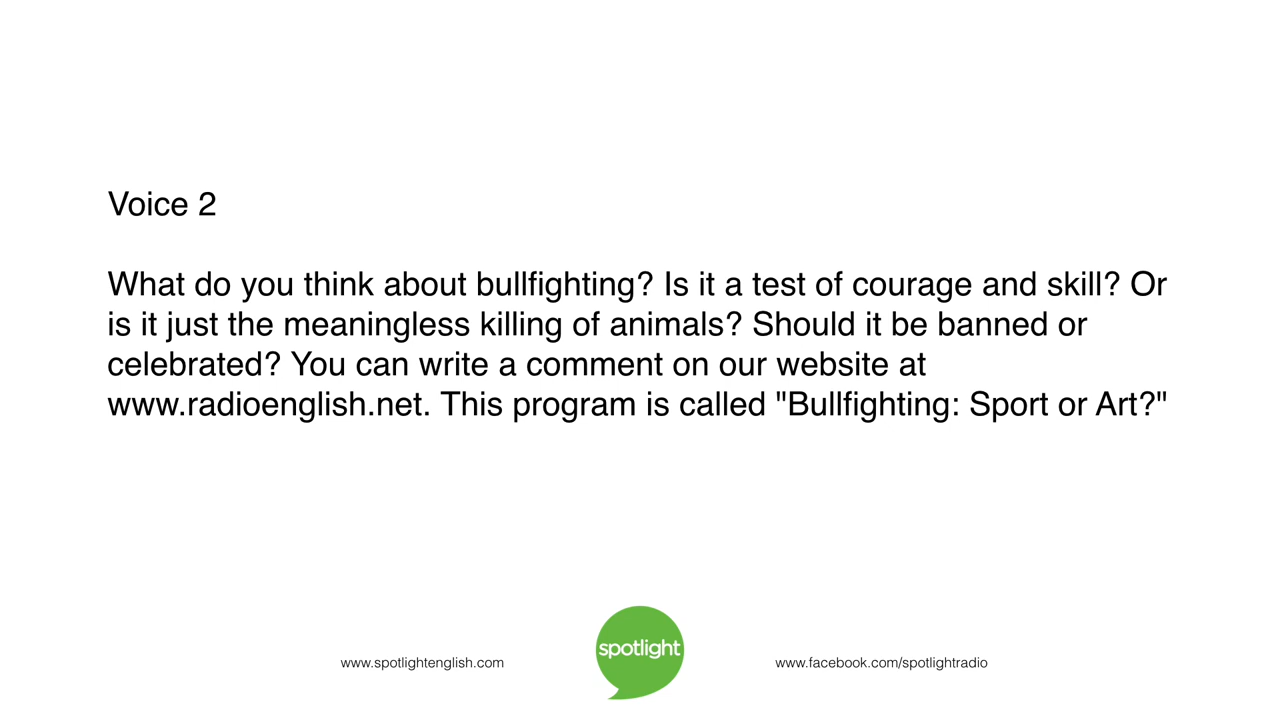 Voice 2
What do you think about bullfighting? Is it a test of courage and skill? Or
is it just the meaningless killing of animals? Should it be banned or
celebrated? You can write a comment on our website at
www.radioenglish.net. This program is called "Bullfighting: Sport or Art?"
www.spotlightenglish.com
spotlight
www.facebook.com/spotlightradio